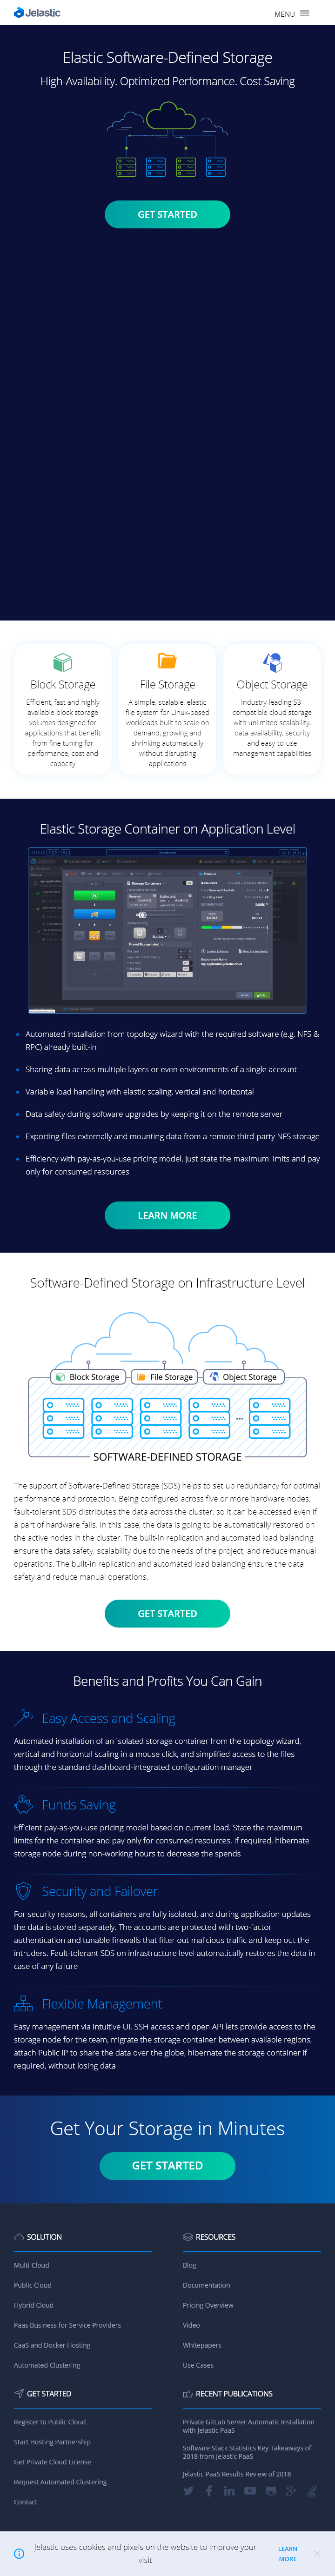 Jelastic
MENU
Elastic Software-Defined Storage
High-Availability. Optimized Performance. Cost Saving
GET STARTED
Block Storage
Efficient, fast and highly
available block storage
volumes designed for
applications that benefit
from fine tuning for
performance, cost and
capacity
File Storage
A simple, scalable, elastic
file system for Linux-based
workloads built to scale on
demand, growing and
shrinking automatically
without disrupting
applications
Object Storage
Industry-leading S3-
compatible cloud storage
with unlimited scalability,
data availability, security
and easy-to-use
management capabilities
Elastic Storage Container on Application Level
Automated installation from topology wizard with the required software (e.g. NFS &
RPC) already built-in
Sharing data across multiple layers or even environments of a single account
Variable load handling with elastic scaling, vertical and horizontal
Data safety during software upgrades by keeping it on the remote server
Exporting files externally and mounting data from a remote third-party NFS storage
Efficiency with pay-as-you-use pricing model, just state the maximum limits and pay
only for consumed resources
LEARN MORE
Software-Defined Storage on Infrastructure Level
Block Storage
File Storage
Object Storage
SOFTWARE-DEFINED STORAGE
The support of Software-Defined Storage (SDS) helps to set up redundancy for optimal
performance and protection. Being configured across five or more hardware nodes,
fault-tolerant SDS distributes the data across the cluster, so it can be accessed even if
a part of hardware fails. In this case, the data is going to be automatically restored to
the active nodes in the cluster. The built-in replication and automated load balancing
ensure the data safety, scalability due to the needs of the project, and reduce manual
operations. The built-in replication and automated load balancing ensure the data
safety and reduce manual operations.
GET STARTED
Benefits and Profits You Can Gain
Easy Access and Scaling
Automated installation of an isolated storage container from the topology wizard,
vertical and horizontal scaling in a mouse click, and simplified access to the files
through the standard dashboard-integrated configuration manager
Funds Saving
Efficient pay-as-you-use pricing model based on current load. State the maximum
limits for the container and pay only for consumed resources. If required, hibernate
storage node during non-working hours to decrease the spends
Security and Failover
For security reasons, all containers are fully isolated, and during application updates
the data is stored separately. The accounts are protected with two-factor
authentication and tunable firewalls that filter out malicious traffic and keep out the
intruders. Fault-tolerant SDS on infrastructure level automatically restores the data in
case of any failure
Flexible Management
Easy management via intuitive UI, SSH access and open API lets provide access to the
storage node for the team, migrate the storage container between available regions,
attach Public IP to share the data over the globe, hibernate the storage container if
required, without losing data
Get Your Storage in Minutes
GET STARTED
SOLUTION
Multi-Cloud
Public Cloud
Hybrid Cloud
Paas Business for Service Providers
CaaS and Docker Hosting
Automated Clustering
RESOURCES
Blog
Documentation
Pricing Overview
Video
Whitepapers
Use Cases
GET STARTED
Register to Public Cloud
Start Hosting Partnership
Get Private Cloud License
Request Automated Clustering
Contact
RECENT PUBLICATIONS
Private GitLab Server Automatic Installation
with Jelastic PaaS
Software Stack Statistics Key Takeaways of
2018 from Jelastic PaaS
Jelastic PaaS Results Review of 2018
Jelastic uses cookies and pixels on the website to improve your
visit
LEARN
MORE